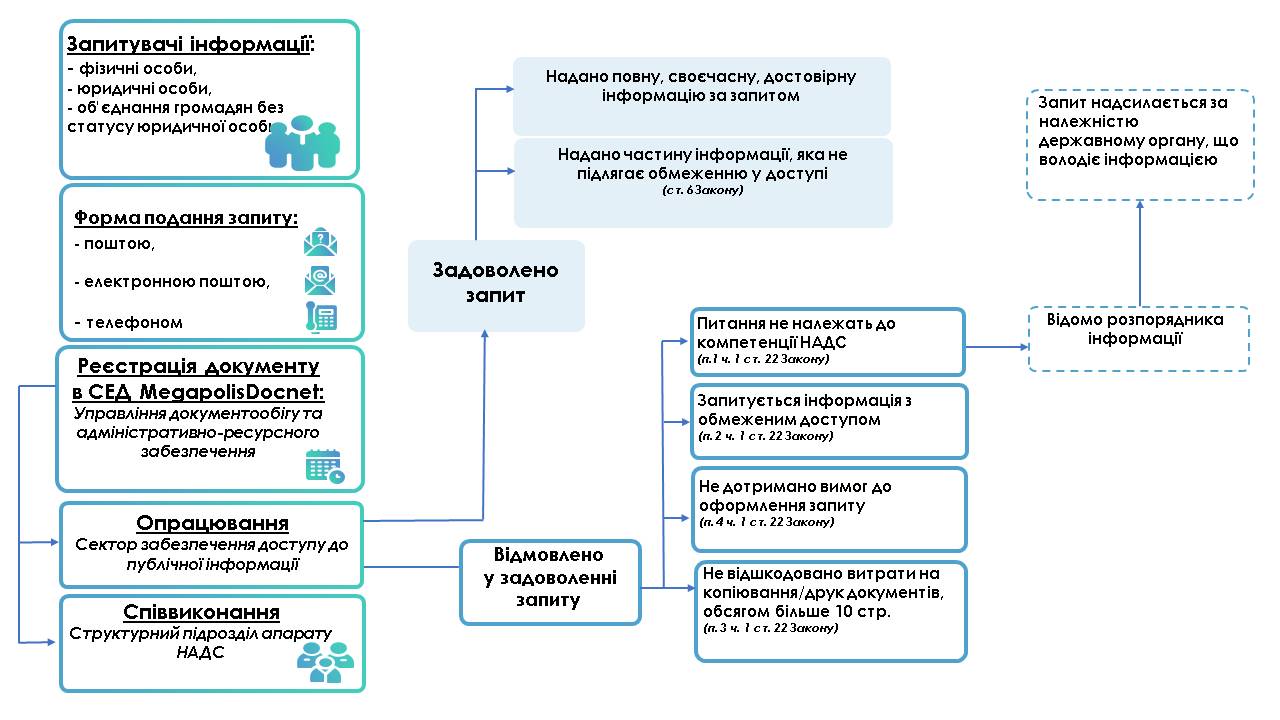 Запитувачі інформації:
- фізичні особи,
- юридичні особи,
- об'єднання громадян без
статусу юридичної особи
Форма подання запиту:
- поштою,
- електронною поштою,
- телефоном
Реєстрація документу
в СЕД MegapolisDocnet:
Управління документообігу та
адміністративно-ресурсного
забезпечення
Опрацювання
Сектор забезпечення доступу до
публічної інформації
Співвиконання
Структурний підрозділ апарату
НАДС
Задоволено
запит
Надано повну, своєчасну, достовірну
інформацію за запитом
Надано частину інформації, яка не
підлягає обмеженню у доступі
(ст. 6 Закону)
Відмовлено
у задоволенні
запиту
Питання не належать до
компетенції НАДС
(п.1 ч. 1 ст. 22 Закону)
Запитується інформація з
обмеженим доступом
(п. 2 ч. 1 ст. 22 Закону)
Не дотримано вимог до
оформлення запиту
(п. 4 ч. 1 ст. 22 Закону)
Не відшкодовано витрати на
копіювання/друк документів,
обсягом більше 10 стр.
(п. 3 ч. 1 ст. 22 Закону)
Відомо розпорядника
інформації
Запит надсилається за
належністю
державному органу, що
володіє інформацією